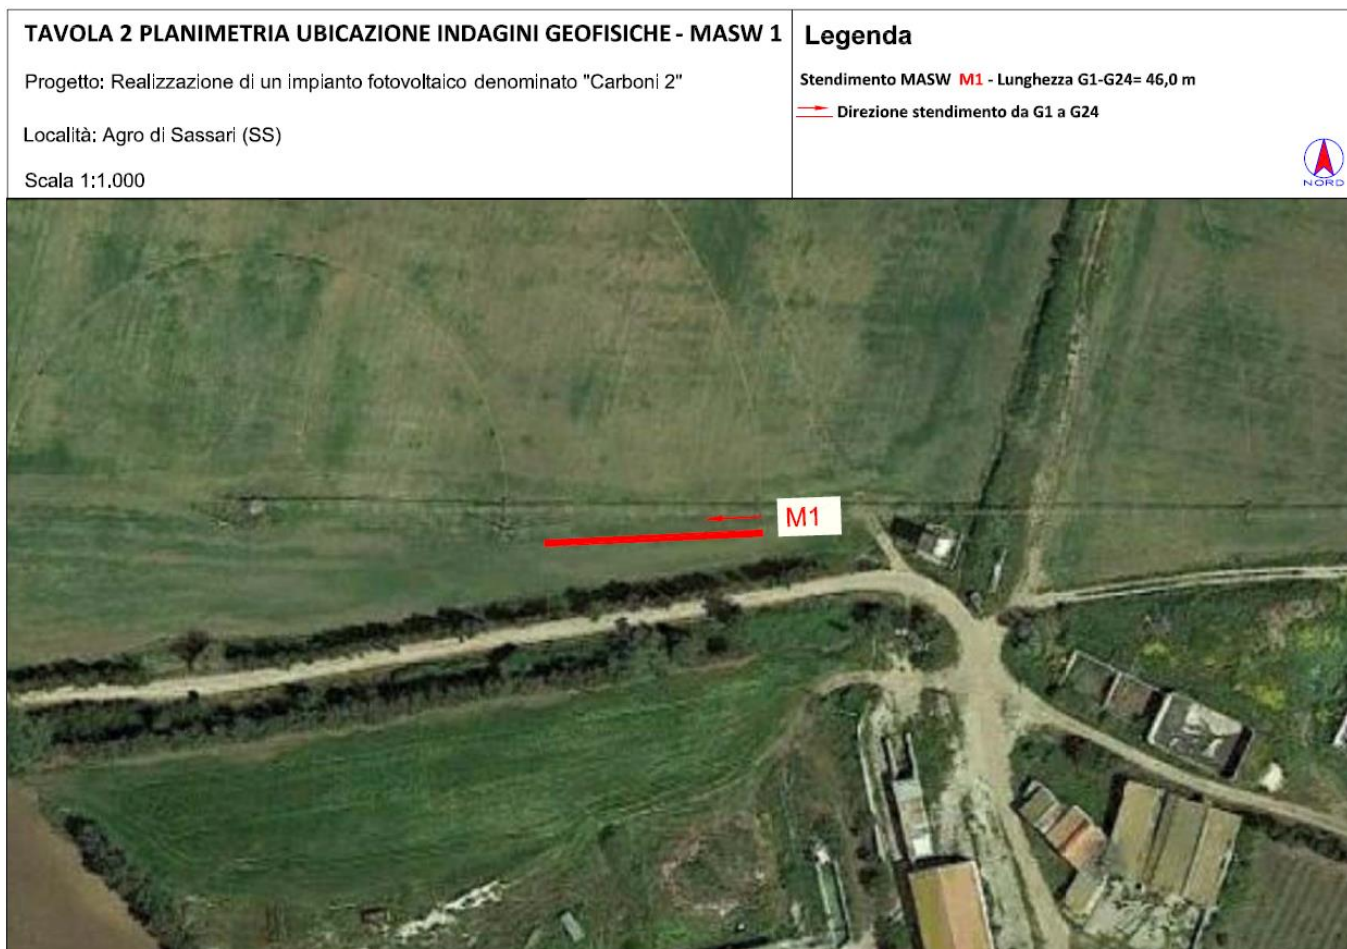 TAVOLA 2 PLANIMETRIA UBICAZIONE INDAGINI GEOFISICHE - MASW 1
Progetto: Realizzazione di un impianto fotovoltaico denominato "Carboni 2"
Località: Agro di Sassari (SS)
Scala 1:1.000
Legenda
Stendimento MASW M1 - Lunghezza G1-G24= 46,0 m
Direzione stendimento da G1 a G24
NORD
M1